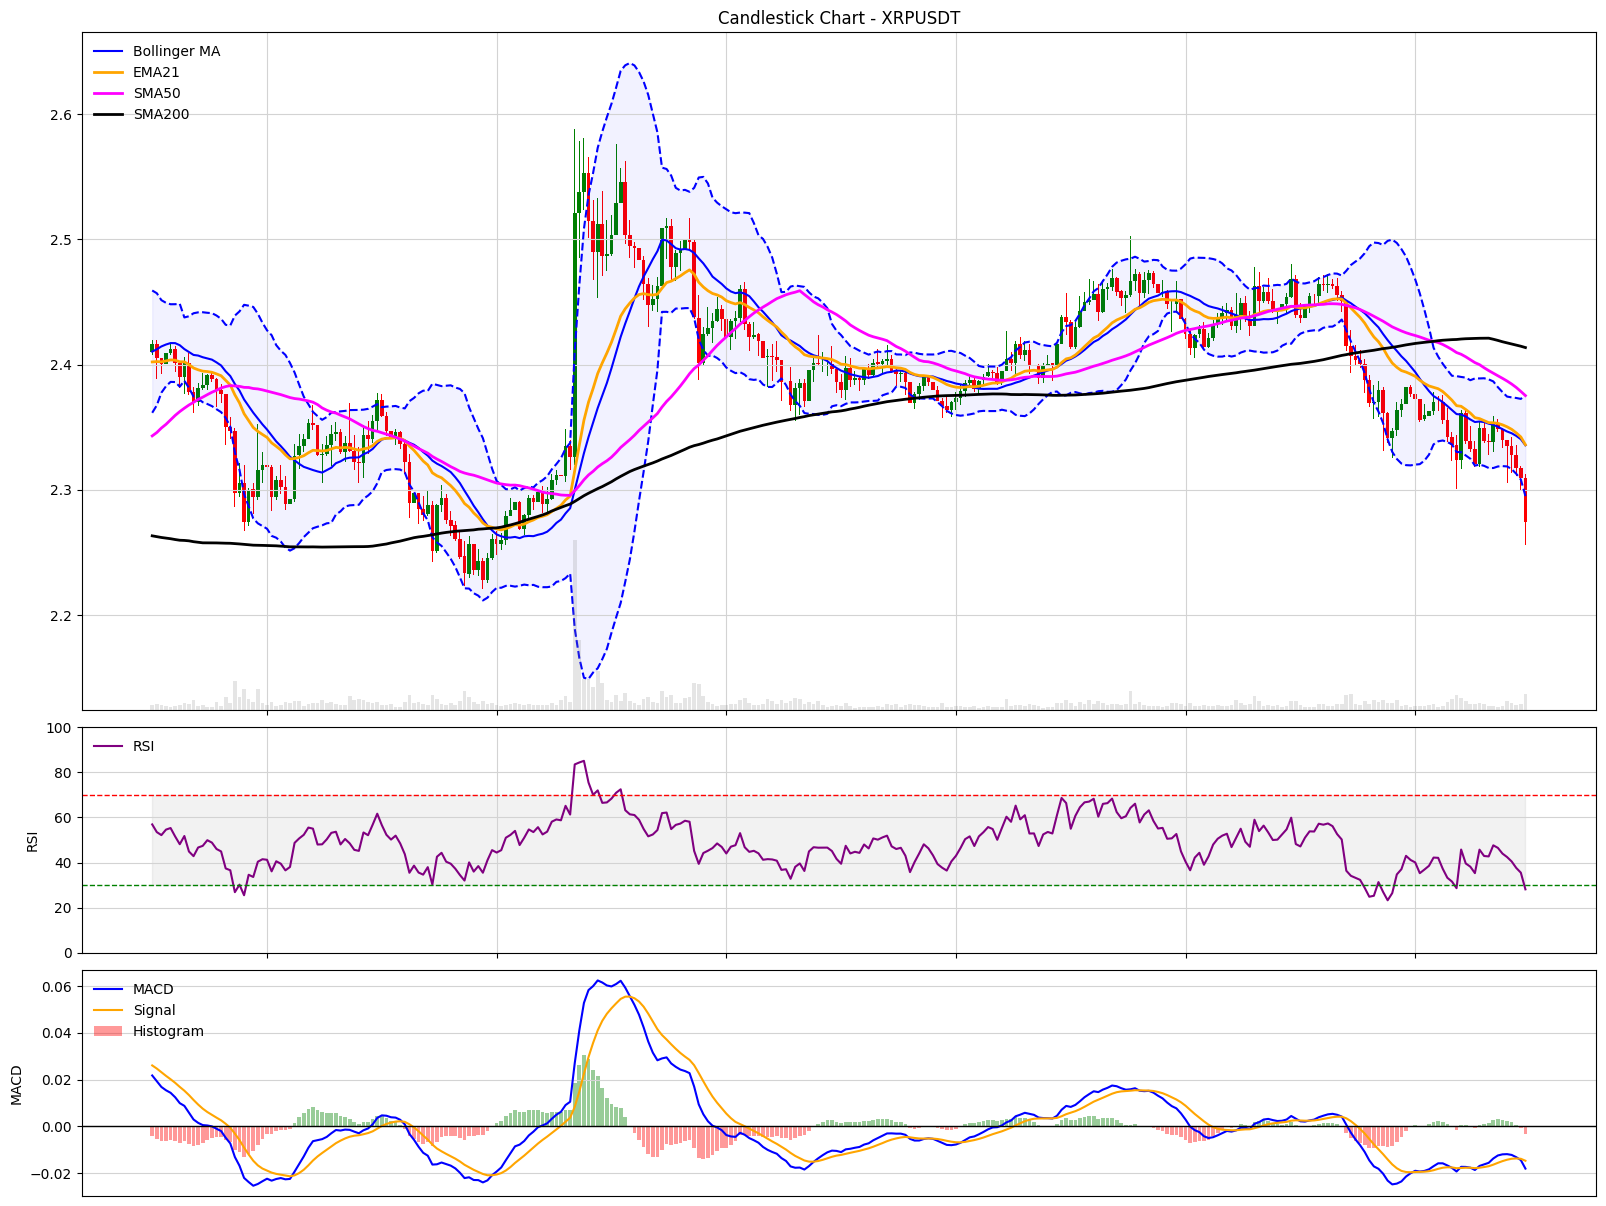 Candlestick Chart - XRPUSDT
Bollinger MA
EMA21
SMA50
SMA200
2.6
2.5
2.4
2.3
2.2
RSI
100
80
60
40
20
0
RSI
MACD
Signal
Histogram
0.06
0.04
0.02
0.00
−0.02
MACD